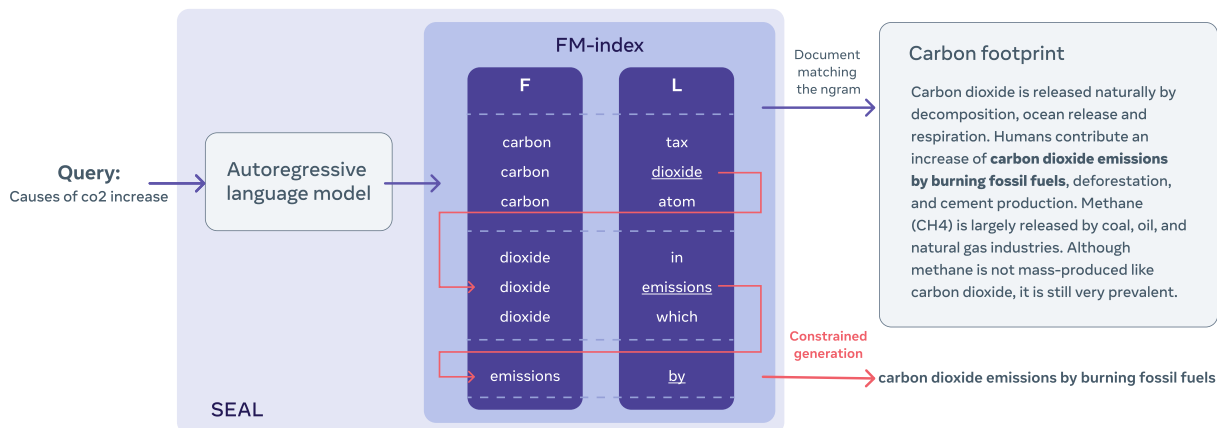 Query:
Causes of co2 increase
SEAL
Autoregressive
language model
FM-index
F
L
carbon
tax
carbon
dioxide
carbon
atom
dioxide
in
dioxide
emissions
dioxide
which
emissions
by
Document
matching
the ngram
Carbon footprint
Carbon dioxide is released naturally by
decomposition, ocean release and
respiration. Humans contribute an
increase of carbon dioxide emissions
by burning fossil fuels, deforestation,
and cement production. Methane
(CH4) is largely released by coal, oil, and
natural gas industries. Although
methane is not mass-produced like
carbon dioxide, it is still very prevalent.
Constrained
generation
carbon dioxide emissions by burning fossil fuels